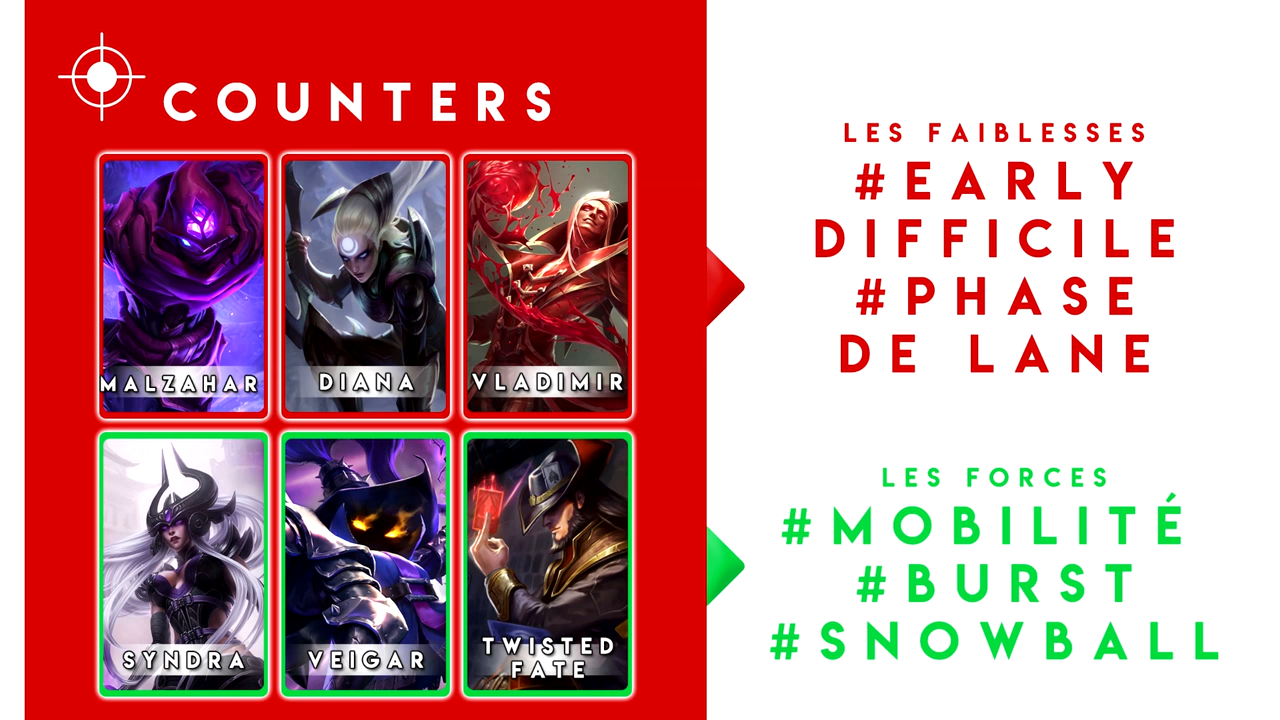 COUNTERS
MALZAHAR
DIANA
VLADIMIR
SYNDRA
VEIGAR
TWISTED
FATE
LES FAIBLESSES
#EARLY
DIFFICILE
#PHASE
DE LANE
LES FORCES
#MOBILITÉ
#BURST
#SNOWBALL